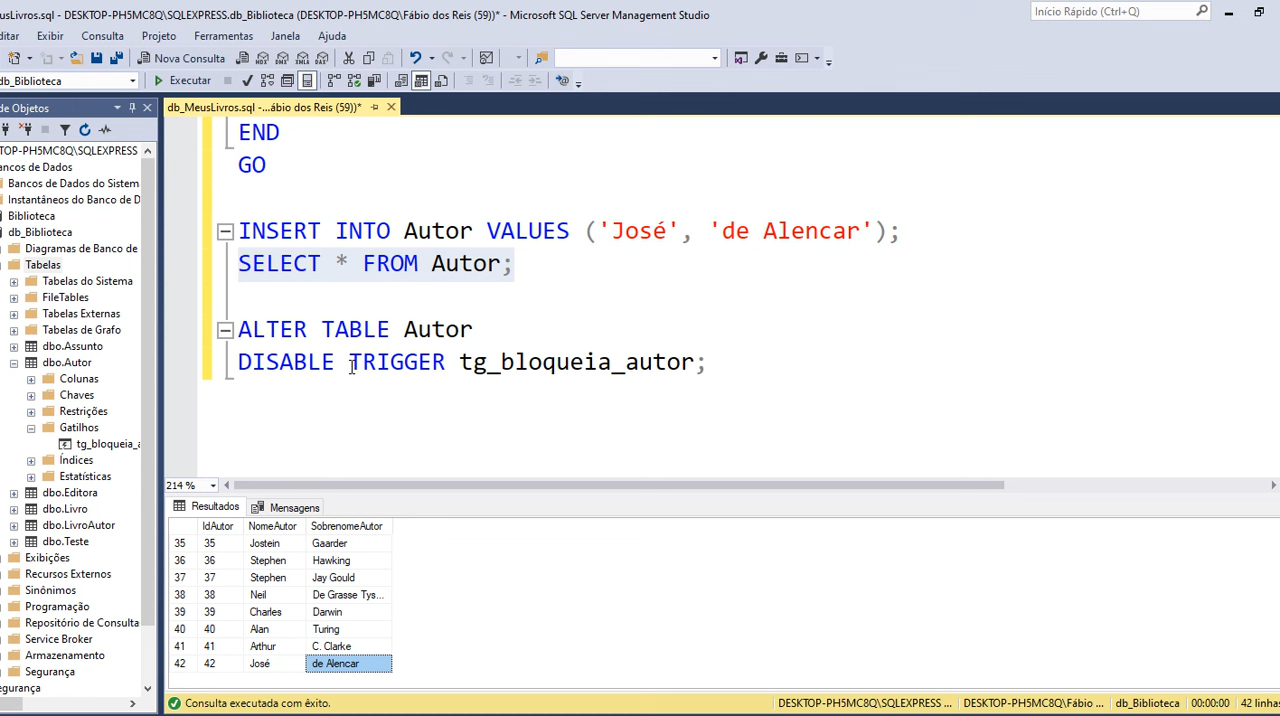 MeusLivros.sql - DESKTOP-PH5MC8Q\SQLEXPRESS.db_Biblioteca (DESKTOP-PH5MC8Q\Fábio dos Reis (59))* - Microsoft SQL Server Management Studio
Início Rápido (Ctrl+Q)
ditar Exibir Consulta Projeto Ferramentas Janela Ajuda
Nova Consulta
MDX DMX XMLA DAX
db_Biblioteca
Executar
de Objetos
db_MeusLivros.sql -...ábio dos Reis (59))*
TOP-PH5MC8Q\SQLEXPRESS
ancos de Dados
Bancos de Dados do Sistem
Instantâneos do Banco de D
Biblioteca
db_Biblioteca
Diagramas de Banco de
Tabelas
Tabelas do Sistema
FileTables
Tabelas Externas
Tabelas de Grafo
dbo.Assunto
dbo.Autor
Colunas
Chaves
Restrições
Gatilhos
tg_bloqueia_a
Índices
Estatísticas
dbo.Editora
dbo.Livro
dbo.LivroAutor
dbo.Teste
Exibições
Recursos Externos
Sinônimos
Programação
Repositório de Consulta
Service Broker
Armazenamento
Segurança
egurança
END
GO
INSERT INTO Autor VALUES ('José', 'de Alencar');
SELECT * FROM Autor;
ALTER TABLE Autor
DISABLE TRIGGER tg_bloqueia_autor;
214 %
Resultados Mensagens
IdAutor NomeAutor SobrenomeAutor
35 35 Jostein Gaarder
36 36 Stephen Hawking
37 37 Stephen Jay Gould
38 38 Neil De Grasse Tys...
39 39 Charles Darwin
40 40 Alan Turing
41 41 Arthur C. Clarke
42 42 José de Alencar
Consulta executada com êxito.
DESKTOP-PH5MC8Q\SQLEXPRESS ... DESKTOP-PH5MC8Q\Fábio ... db_Biblioteca 00:00:00 42 linhas